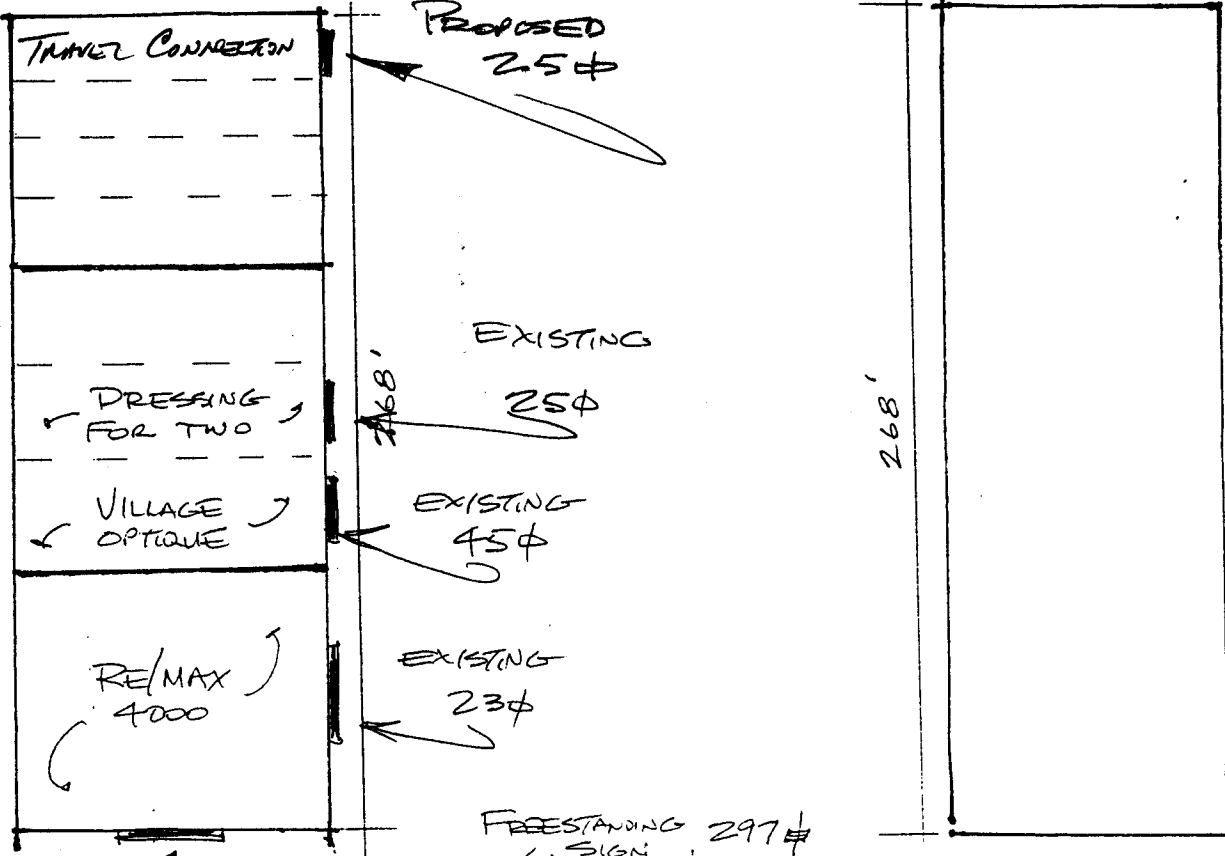 PROPOSED
25⌽
TRAVEL CONNECTION
EXISTING
25⌽
268'
268'
DRESSING
FOR TWO
VILLAGE
OPTIQUE
EXISTING
45⌽
RE/MAX
4000
EXISTING
23⌽
FREESTANDING 297⌽
SIGN